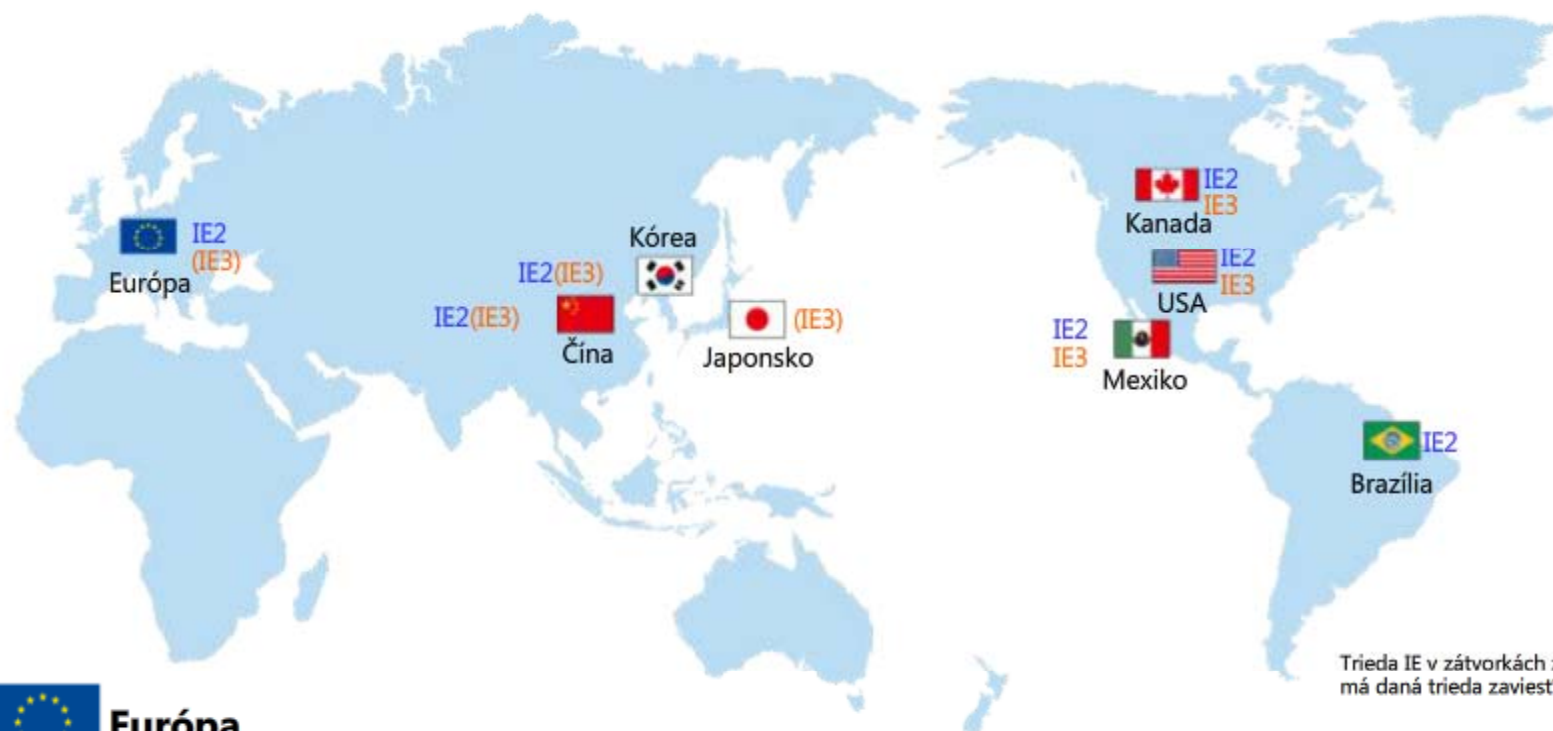 IE2
IE3
Kanada
IE2
(IE3)
Európa
Kórea
IE2(IE3)
IE2
IE3
USA
IE2(IE3)
Čína
(IE3)
Japonsko
IE2
IE3
Mexiko
IE2
Brazília
Trieda IE v zátvorkách
má daná trieda zaviesť
Európa